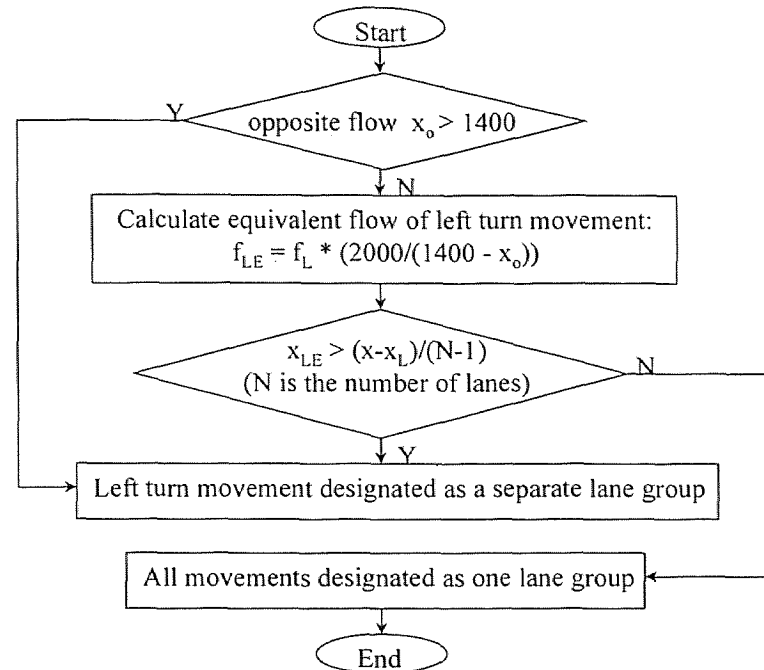 Start
Y
opposite flow x_o > 1400
N
Calculate equivalent flow of left turn movement:
f_LE = f_L * (2000/(1400 - x_o))
x_LE > (x-x_L)/(N-1)
(N is the number of lanes)
N
Y
Left turn movement designated as a separate lane group
All movements designated as one lane group
End